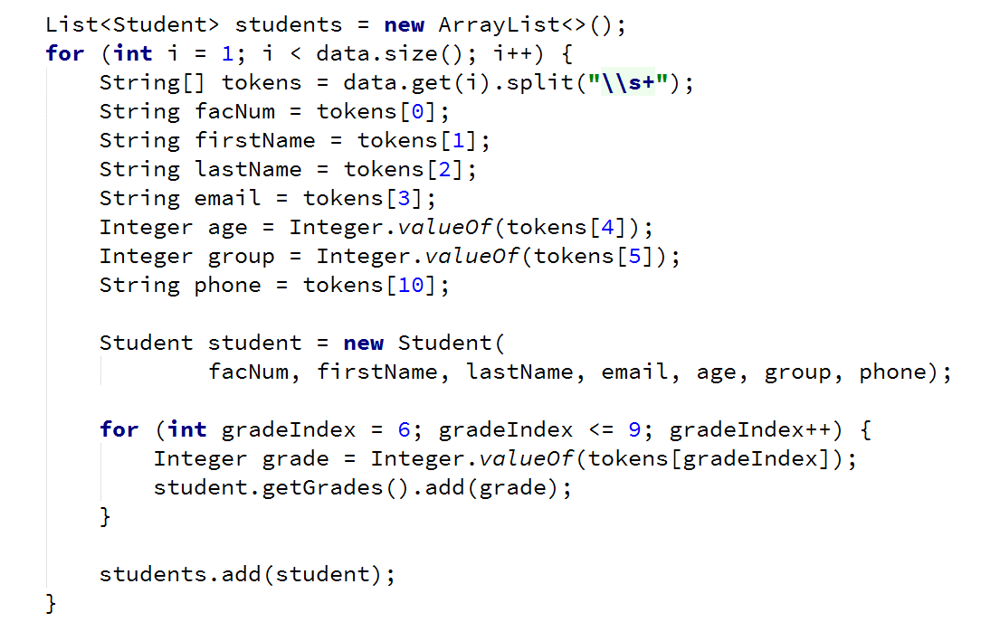 List<Student> students = new ArrayList<>();
for (int i = 1; i < data.size(); i++) {
    String[] tokens = data.get(i).split("\\s+");
    String facNum = tokens[0];
    String firstName = tokens[1];
    String lastName = tokens[2];
    String email = tokens[3];
    Integer age = Integer.valueOf(tokens[4]);
    Integer group = Integer.valueOf(tokens[5]);
    String phone = tokens[10];

    Student student = new Student(
            facNum, firstName, lastName, email, age, group, phone);

    for (int gradeIndex = 6; gradeIndex <= 9; gradeIndex++) {
        Integer grade = Integer.valueOf(tokens[gradeIndex]);
        student.getGrades().add(grade);
    }

    students.add(student);
}